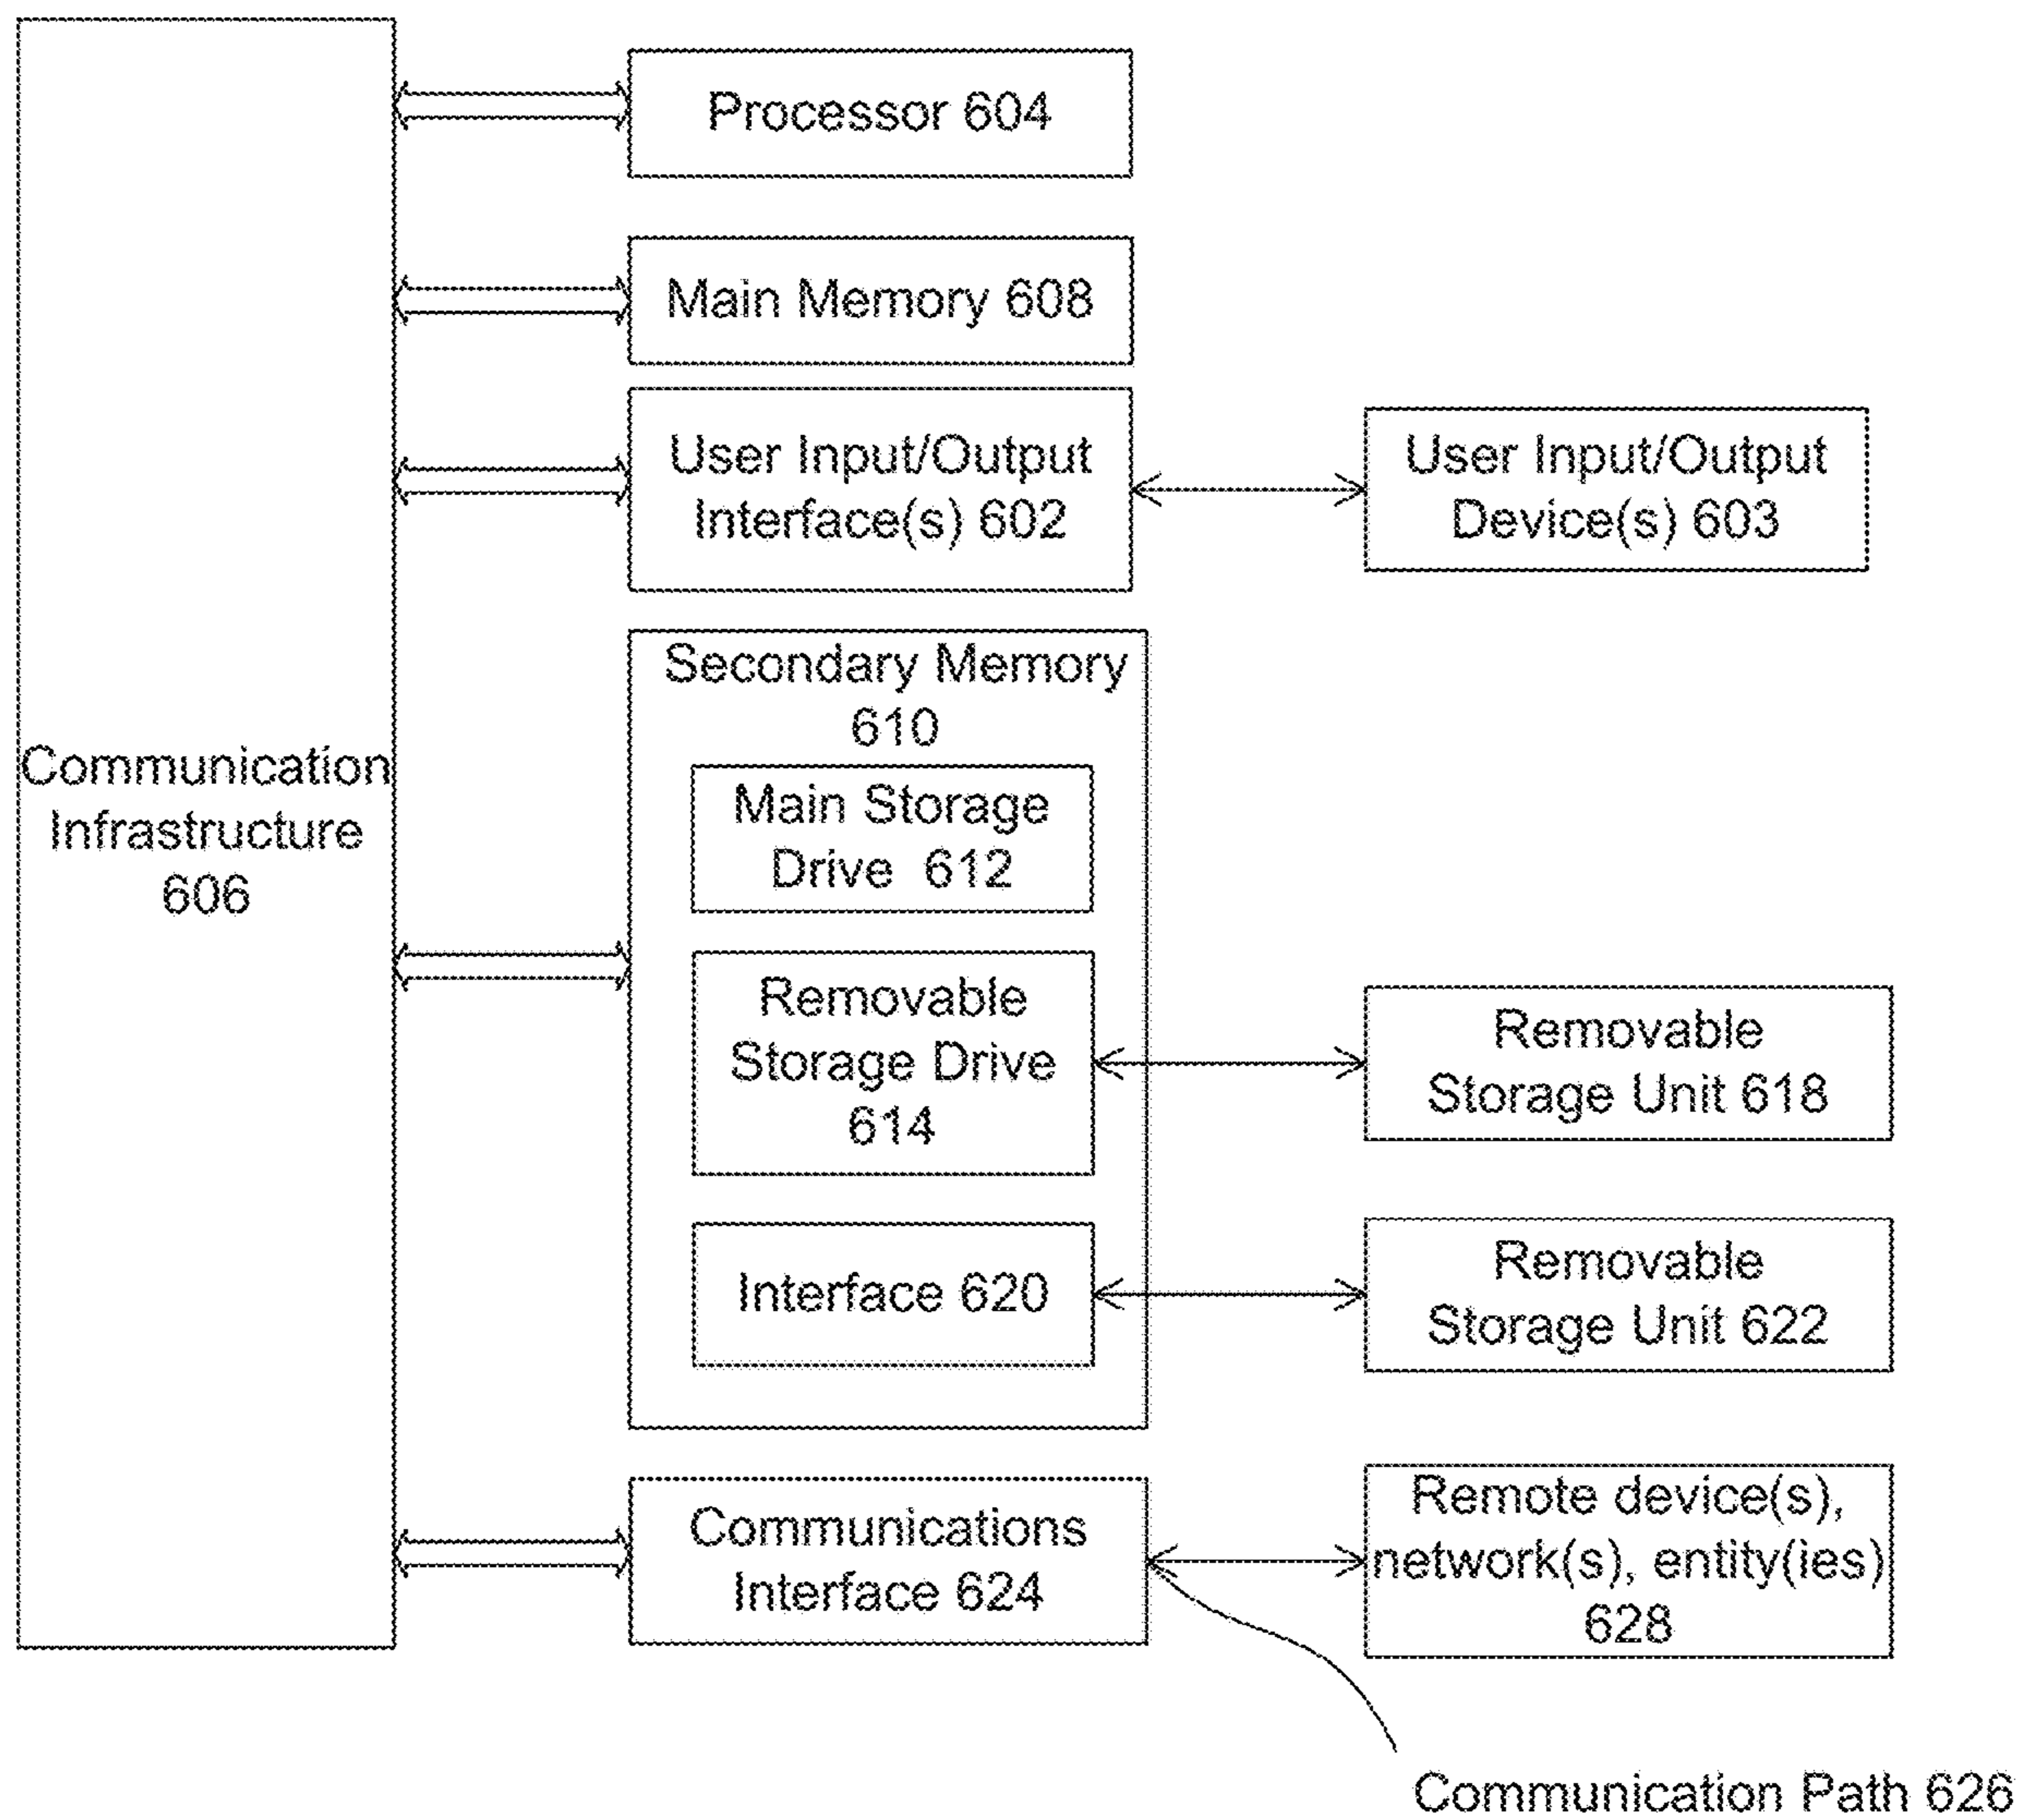 Processor 604
Main Memory 608
User Input/Output
Interface(s) 602
User Input/Output
Device(s) 603
Communication
Infrastructure
606
Secondary Memory
610
Main Storage
Drive 612
Removable
Storage Drive
614
Removable
Storage Unit 618
Interface 620
Removable
Storage Unit 622
Communications
Interface 624
Remote device(s),
network(s), entity(ies)
628
Communication Path 626